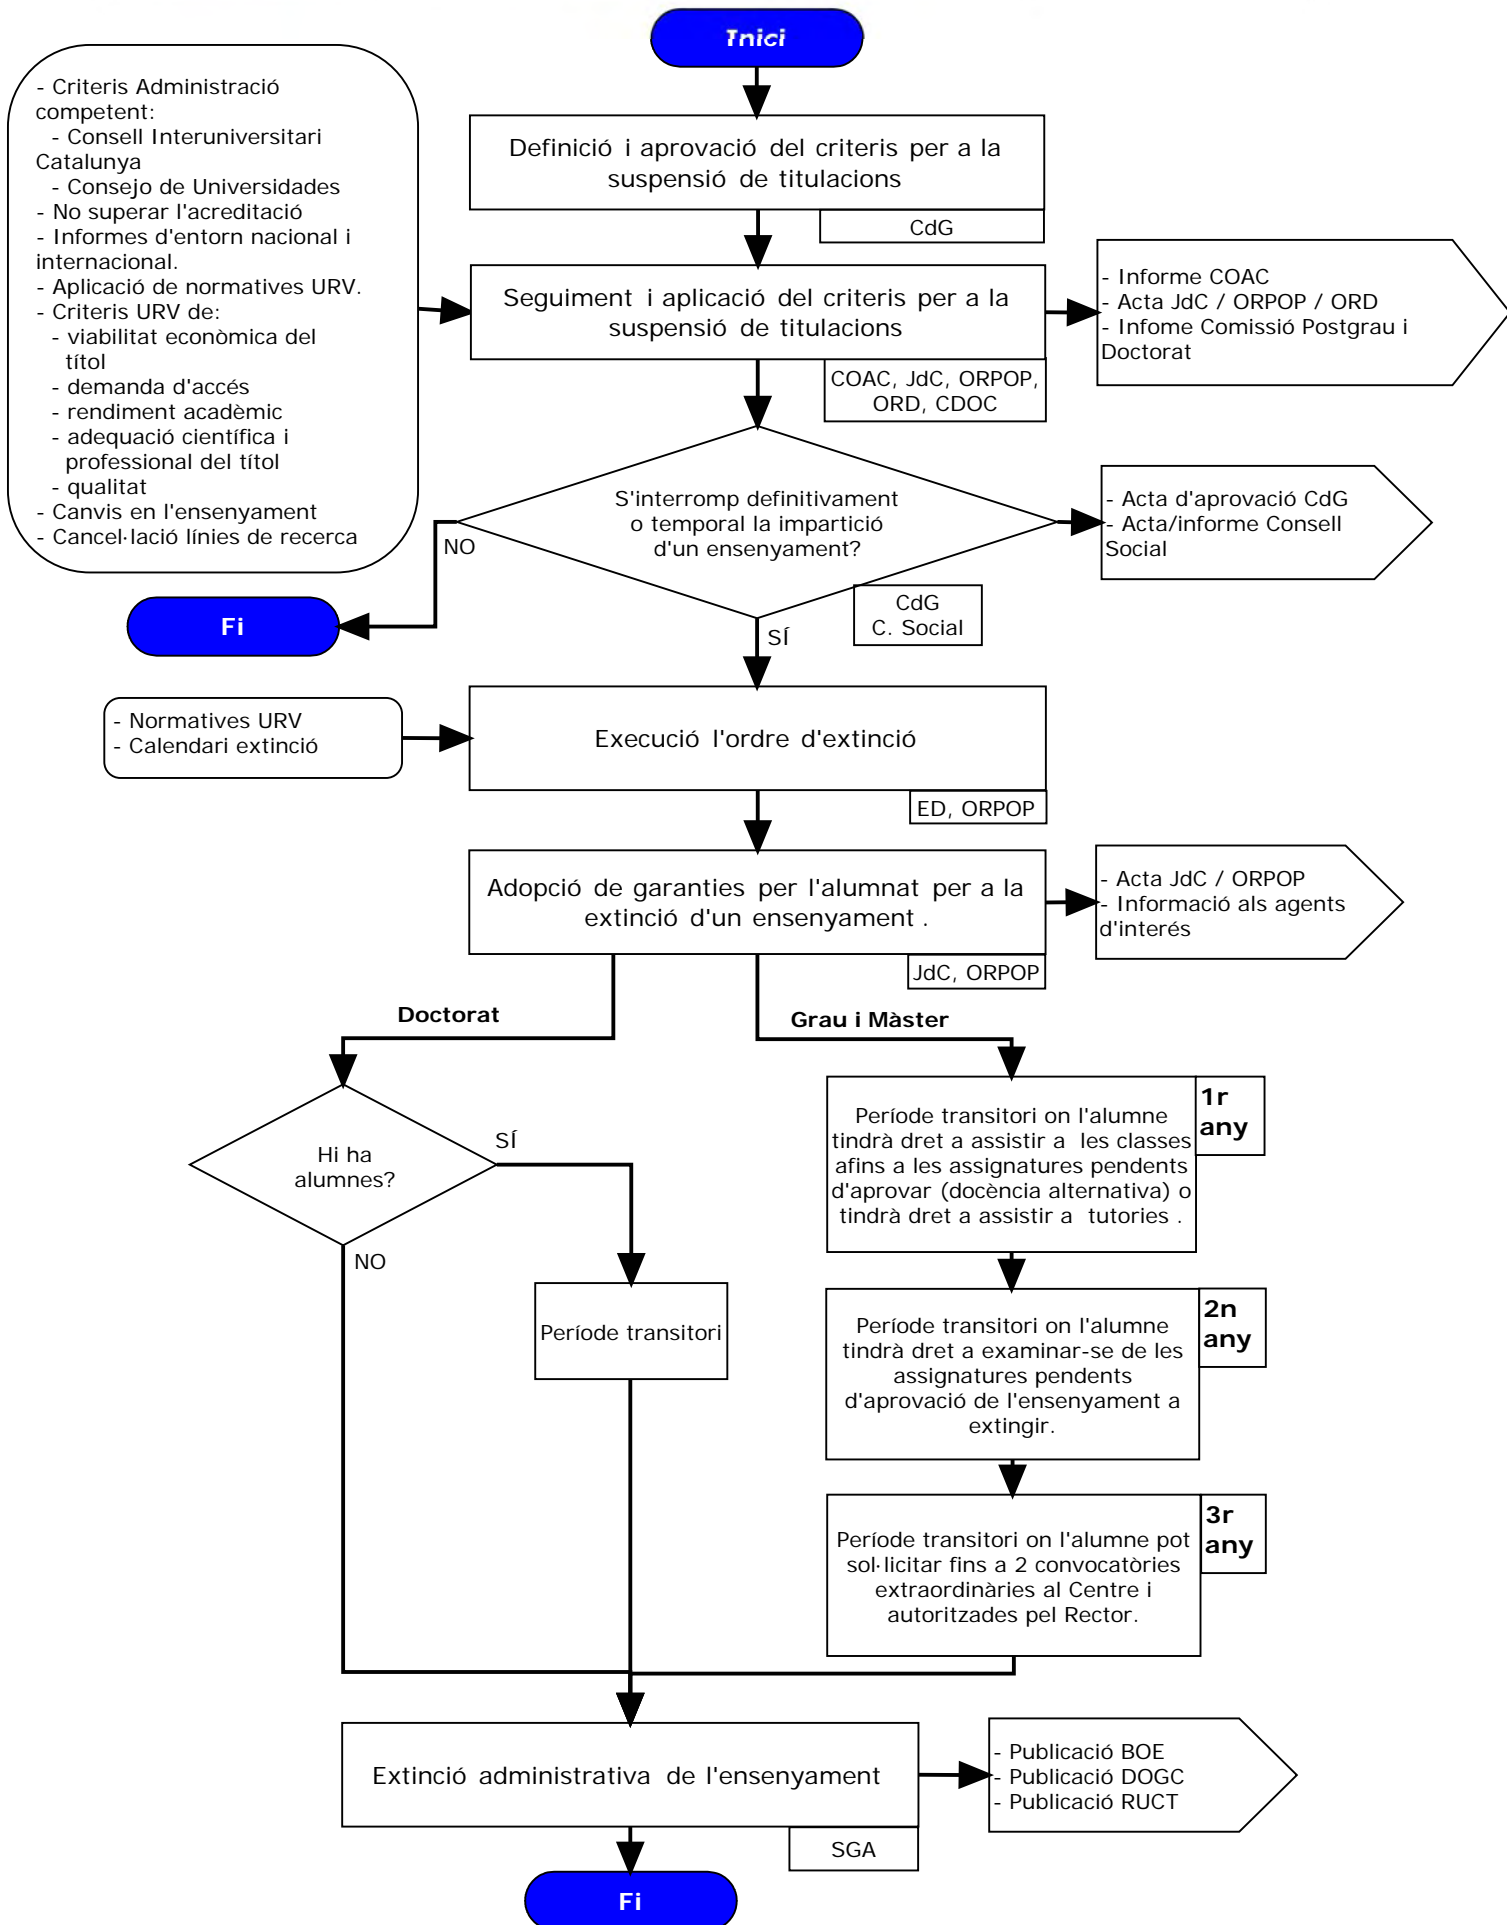 Inici
- Criteris Administració
competent:
- Consell Interuniversitari
Catalunya
- Consejo de Universidades
- No superar l'acreditació
- Informes d'entorn nacional i
internacional.
- Aplicació de normatives URV.
- Criteris URV de:
- viabilitat econòmica del
títol
- demanda d'accés
- rendiment acadèmic
- adequació científica i
professional del títol
- qualitat
- Canvis en l'ensenyament
- Cancel·lació línies de recerca
Definició i aprovació del criteris per a la
suspensió de titulacions
CdG
Seguiment i aplicació del criteris per a la
suspensió de titulacions
COAC, JdC, ORPOP,
ORD, CDOC
- Informe COAC
- Acta JdC / ORPOP / ORD
- Infome Comissió Postgrau i
Doctorat
S'interromp definitivament
o temporal la impartició
d'un ensenyament?
CdG
C. Social
- Acta d'aprovació CdG
- Acta/informe Consell
Social
NO
Fi
SÍ
- Normatives URV
- Calendari extinció
Execució l'ordre d'extinció
ED, ORPOP
Adopció de garanties per l'alumnat per a la
extinció d'un ensenyament .
JdC, ORPOP
- Acta JdC / ORPOP
- Informació als agents
d'interés
Doctorat
Grau i Màster
Hi ha
alumnes?
SÍ
NO
Període transitori
Període transitori on l'alumne
tindrà dret a assistir a les classes
afins a les assignatures pendents
d'aprovar (docència alternativa) o
tindrà dret a assistir a tutories .
1r
any
Període transitori on l'alumne
tindrà dret a examinar-se de les
assignatures pendents
d'aprovació de l'ensenyament a
extingir.
2n
any
Període transitori on l'alumne pot
sol·licitar fins a 2 convocatòries
extraordinàries al Centre i
autoritzades pel Rector.
3r
any
Extinció administrativa de l'ensenyament
SGA
- Publicació BOE
- Publicació DOGC
- Publicació RUCT
Fi